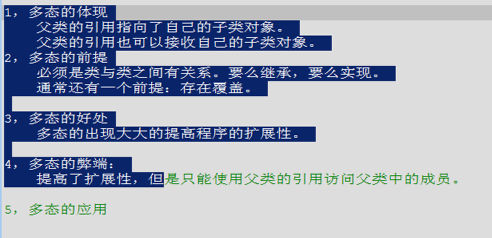 1，多态的体现
父类的引用指向了自己的子类对象。
父类的引用也可以接收自己的子类对象。
2，多态的前提
必须是类与类之间有关系。要么继承，要么实现。
通常还有一个前提：存在覆盖。
3，多态的好处
多态的出现大大的提高程序的扩展性。
4，多态的弊端：
提高了扩展性，但是只能使用父类的引用访问父类中的成员。
5，多态的应用